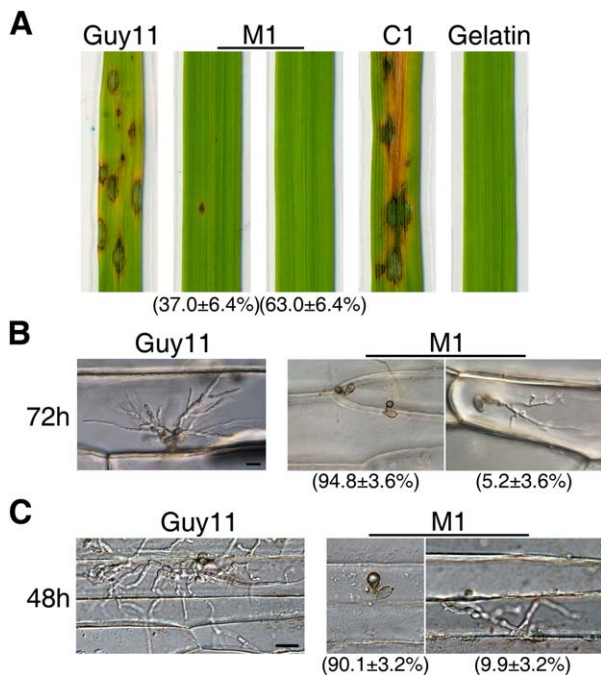 A
Guy11 M1 C1 Gelatin
(37.0±6.4%)(63.0±6.4%)
B
Guy11 M1
72h
(94.8±3.6%) (5.2±3.6%)
C
Guy11 M1
48h
(90.1±3.2%) (9.9±3.2%)